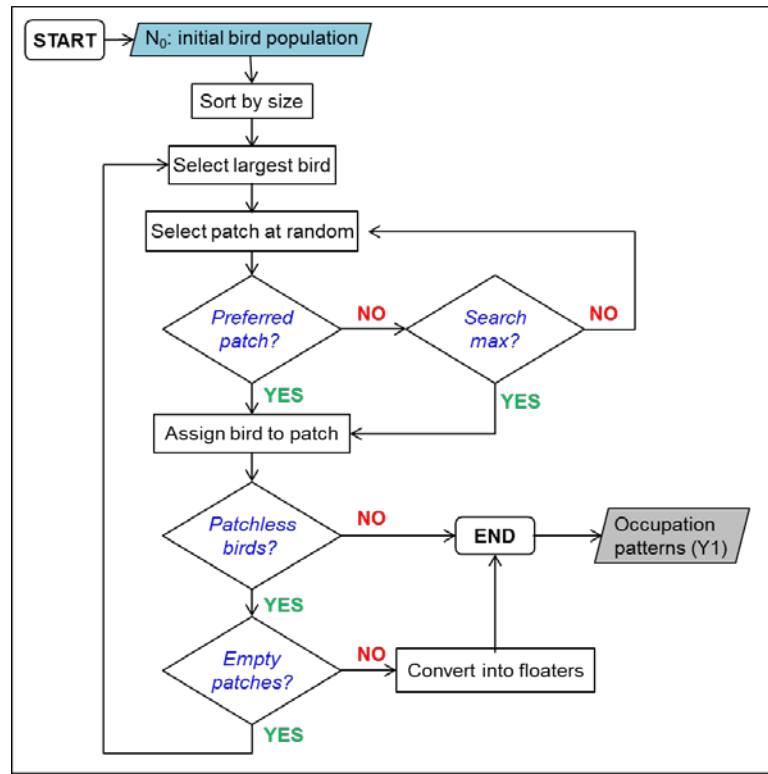 START
N₀: initial bird population
Sort by size
Select largest bird
Select patch at random
Preferred
patch?
NO
Search
max?
NO
YES
YES
Assign bird to patch
Patchless
birds?
NO
END
Occupation
patterns (Y1)
YES
Empty
patches?
NO
Convert into floaters
YES